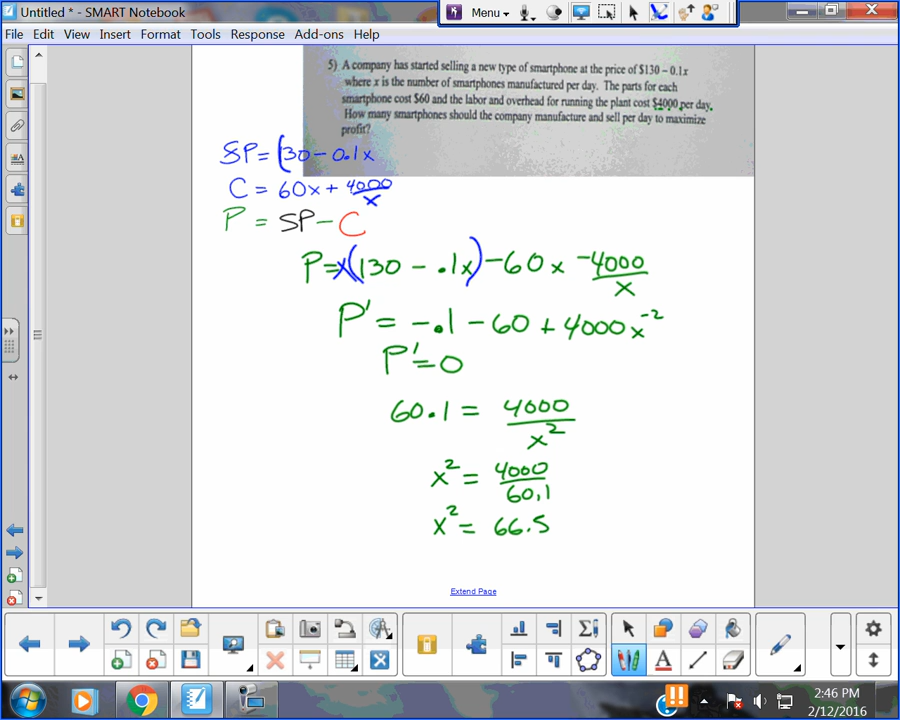 Untitled * - SMART Notebook
Menu
File Edit View Insert Format Tools Response Add-ons Help
5) A company has started selling a new type of smartphone at the price of $130 – 0.1x
where x is the number of smartphones manufactured per day. The parts for each
smartphone cost $60 and the labor and overhead for running the plant cost $4000 per day.
How many smartphones should the company manufacture and sell per day to maximize
profit?
SP = 130 - 0.1x
C = 60x + 4000/x
P = SP - C
P = x(130 - .1x) - 60x - 4000/x
P' = -.1 - 60 + 4000x⁻²
P' = 0
60.1 = 4000/x²
x² = 4000/60.1
x² = 66.5
Extend Page
2:46 PM
2/12/2016